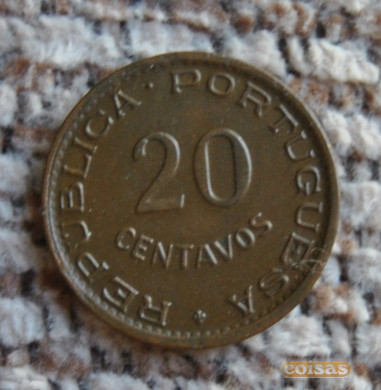 REPUBLICA · PORTUGUESA
20
CENTAVOS
coisas